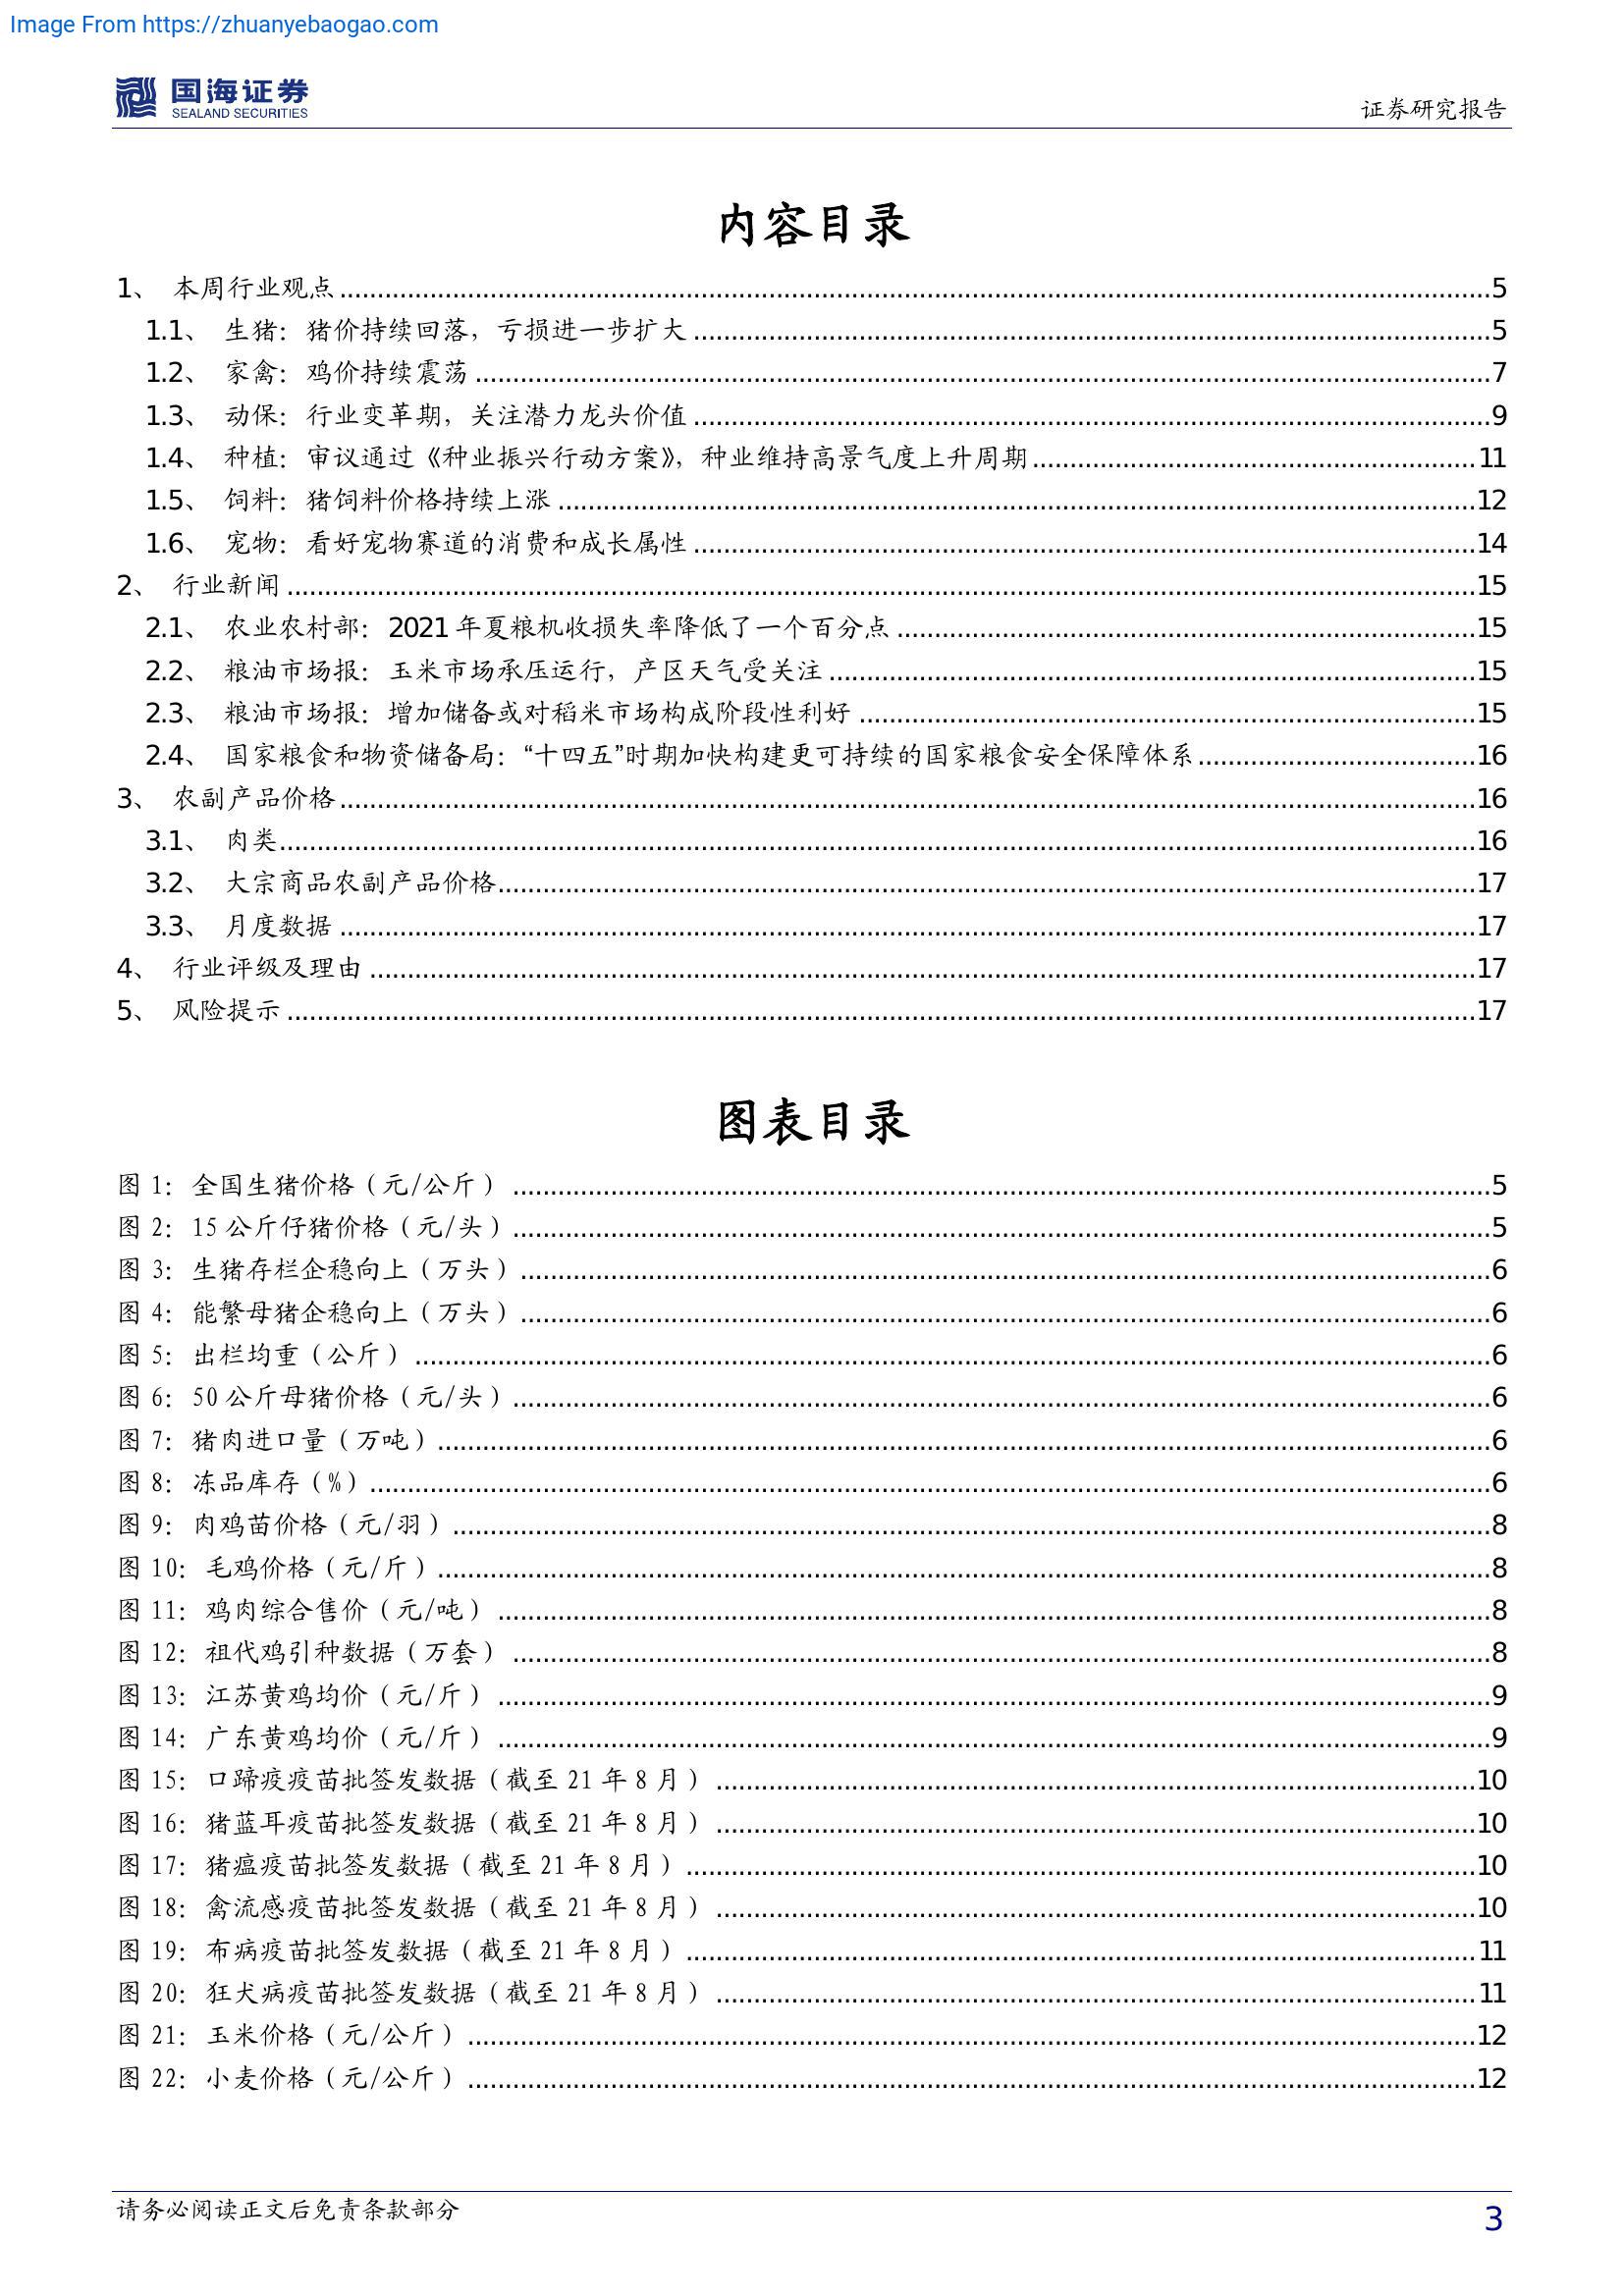 Image From https://zhuanyebaogao.com
国海证券
SEALAND SECURITIES
证券研究报告
内容目录
1、 本周行业观点 5
1.1、 生猪：猪价持续回落，亏损进一步扩大 5
1.2、 家禽：鸡价持续震荡 7
1.3、 动保：行业变革期，关注潜力龙头价值 9
1.4、 种植：审议通过《种业振兴行动方案》，种业维持高景气度上升周期 11
1.5、 饲料：猪饲料价格持续上涨 12
1.6、 宠物：看好宠物赛道的消费和成长属性 14
2、 行业新闻 15
2.1、 农业农村部：2021 年夏粮机收损失率降低了一个百分点 15
2.2、 粮油市场报：玉米市场承压运行，产区天气受关注 15
2.3、 粮油市场报：增加储备或对稻米市场构成阶段性利好 15
2.4、 国家粮食和物资储备局：“十四五”时期加快构建更可持续的国家粮食安全保障体系 16
3、 农副产品价格 16
3.1、 肉类 16
3.2、 大宗商品农副产品价格 17
3.3、 月度数据 17
4、 行业评级及理由 17
5、 风险提示 17
图表目录
图 1：全国生猪价格（元/公斤） 5
图 2：15 公斤仔猪价格（元/头） 5
图 3：生猪存栏企稳向上（万头） 6
图 4：能繁母猪企稳向上（万头） 6
图 5：出栏均重（公斤） 6
图 6：50 公斤母猪价格（元/头） 6
图 7：猪肉进口量（万吨） 6
图 8：冻品库存（%） 6
图 9：肉鸡苗价格（元/羽） 8
图 10：毛鸡价格（元/斤） 8
图 11：鸡肉综合售价（元/吨） 8
图 12：祖代鸡引种数据（万套） 8
图 13：江苏黄鸡均价（元/斤） 9
图 14：广东黄鸡均价（元/斤） 9
图 15：口蹄疫疫苗批签发数据（截至 21 年 8 月） 10
图 16：猪蓝耳疫苗批签发数据（截至 21 年 8 月） 10
图 17：猪瘟疫苗批签发数据（截至 21 年 8 月） 10
图 18：禽流感疫苗批签发数据（截至 21 年 8 月） 10
图 19：布病疫苗批签发数据（截至 21 年 8 月） 11
图 20：狂犬病疫苗批签发数据（截至 21 年 8 月） 11
图 21：玉米价格（元/公斤） 12
图 22：小麦价格（元/公斤） 12
请务必阅读正文后免责条款部分
3